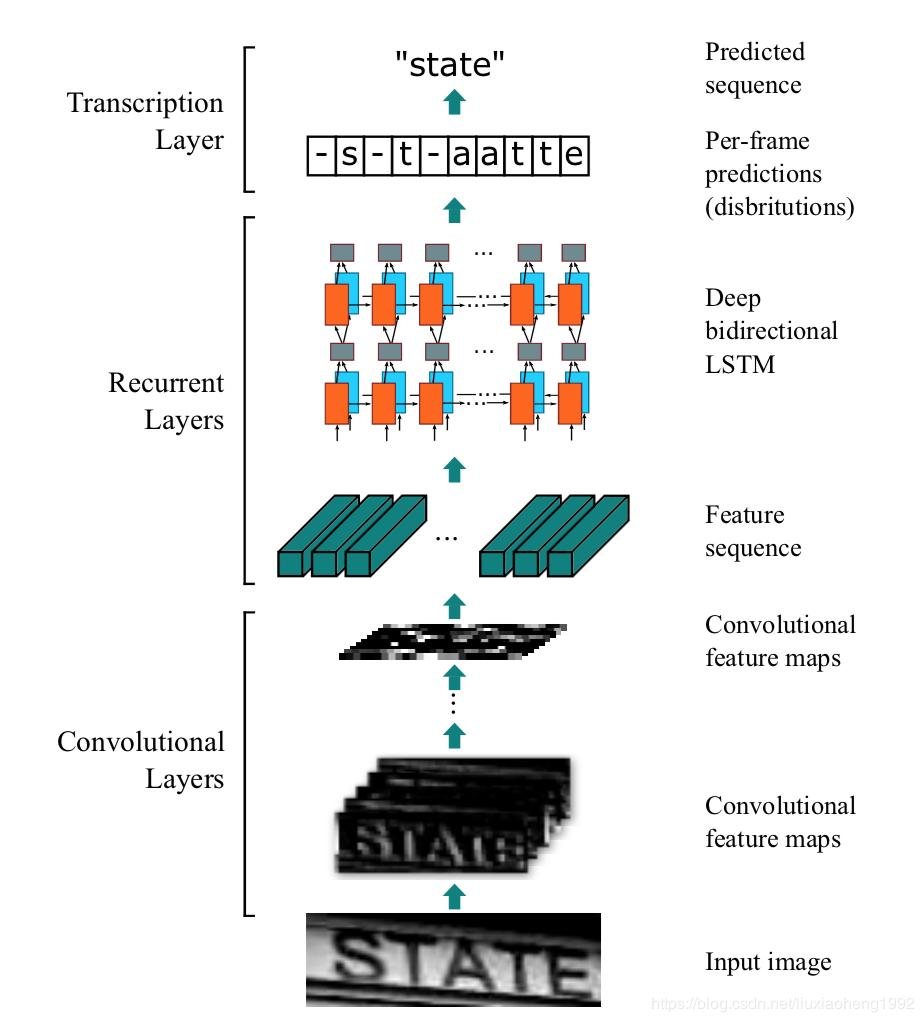 "state"
Predicted
sequence
Transcription
Layer
-s-t-aatte
Per-frame
predictions
(disbritutions)
...
Deep
bidirectional
LSTM
...
...
...
Recurrent
Layers
...
Feature
sequence
...
Convolutional
feature maps
Convolutional
Layers
STATE
Convolutional
feature maps
STATE
Input image
https://blog.csdn.net/liuxiaoheng1992